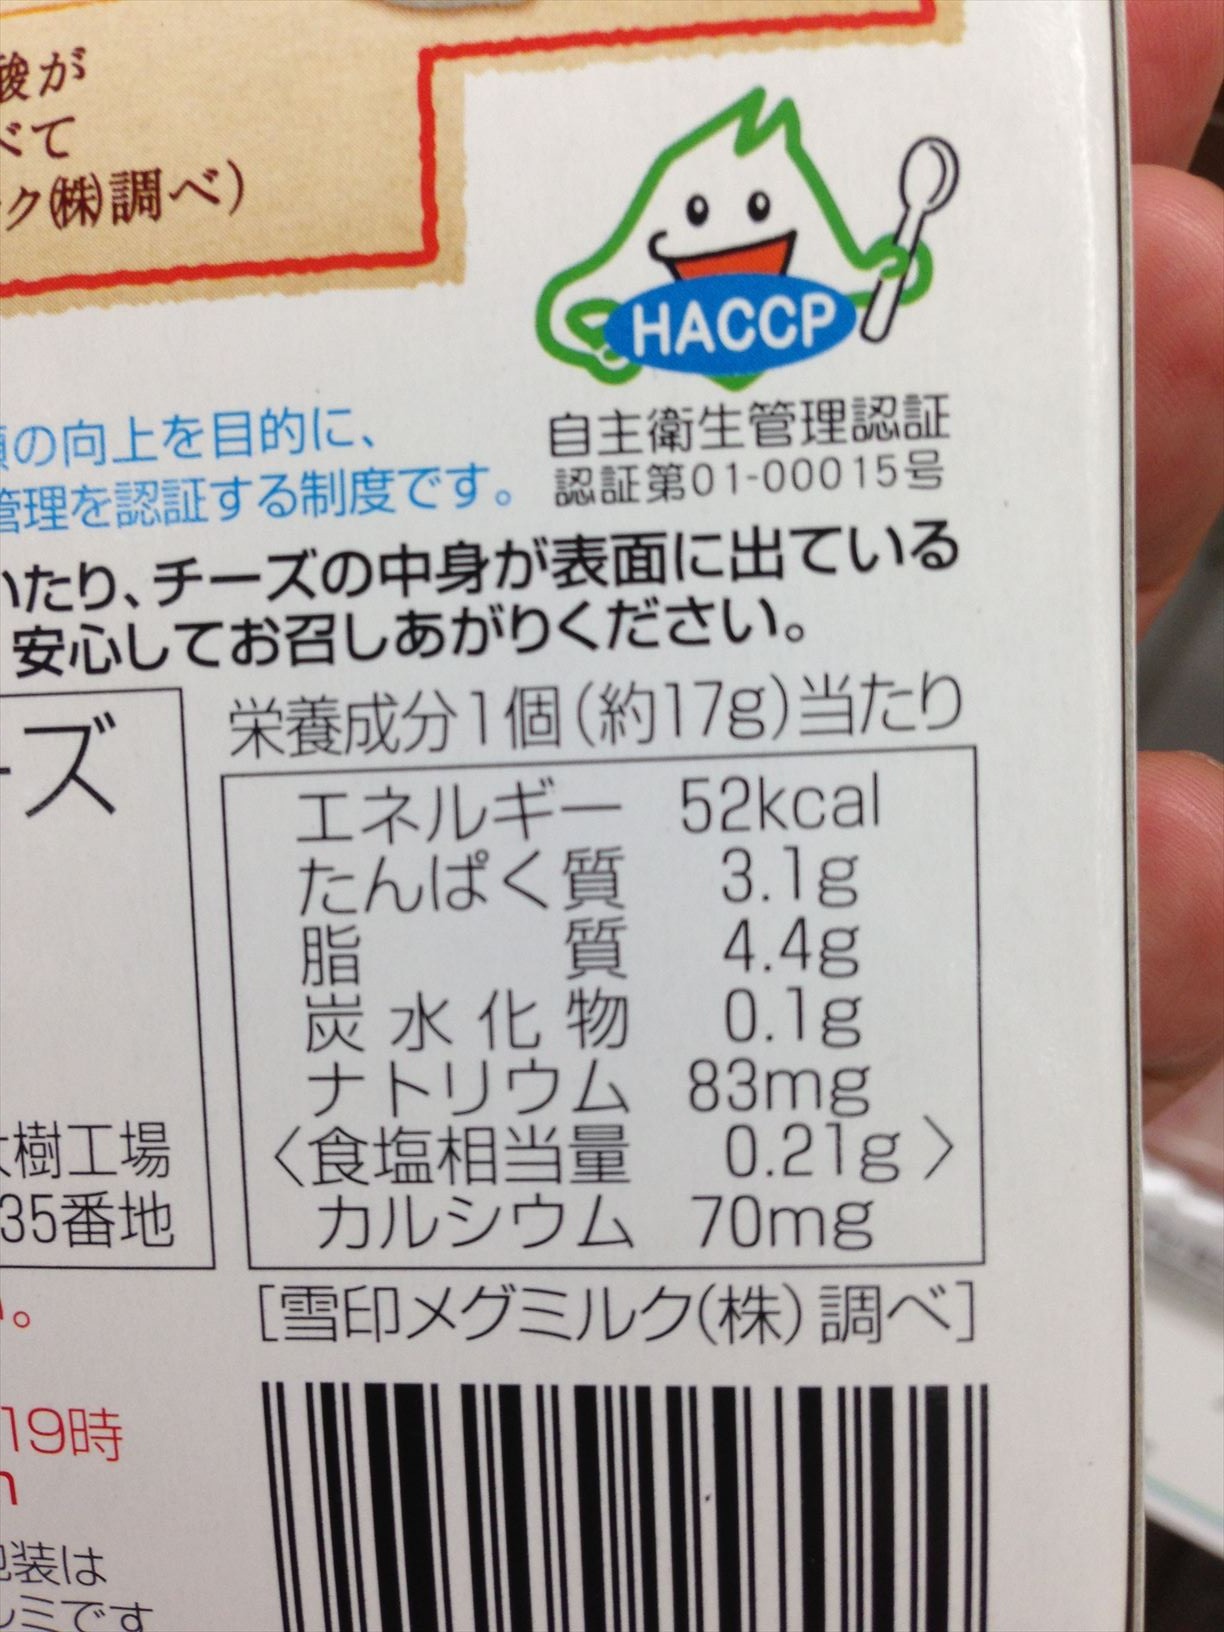 酸が
べて
ク(株)調べ)
HACCP
自主衛生管理認証
認証第01-00015号
の向上を目的に、
管理を認証する制度です。
いたり、チーズの中身が表面に出ている
安心してお召しあがりください。
ーズ
栄養成分1個(約17g)当たり
エネルギー 52kcal
たんぱく質 3.1g
脂質 4.4g
炭水化物 0.1g
ナトリウム 83mg
〈食塩相当量 0.21g〉
カルシウム 70mg
樹工場
35番地
[雪印メグミルク(株)調べ]
。
19時
包装は
ミです